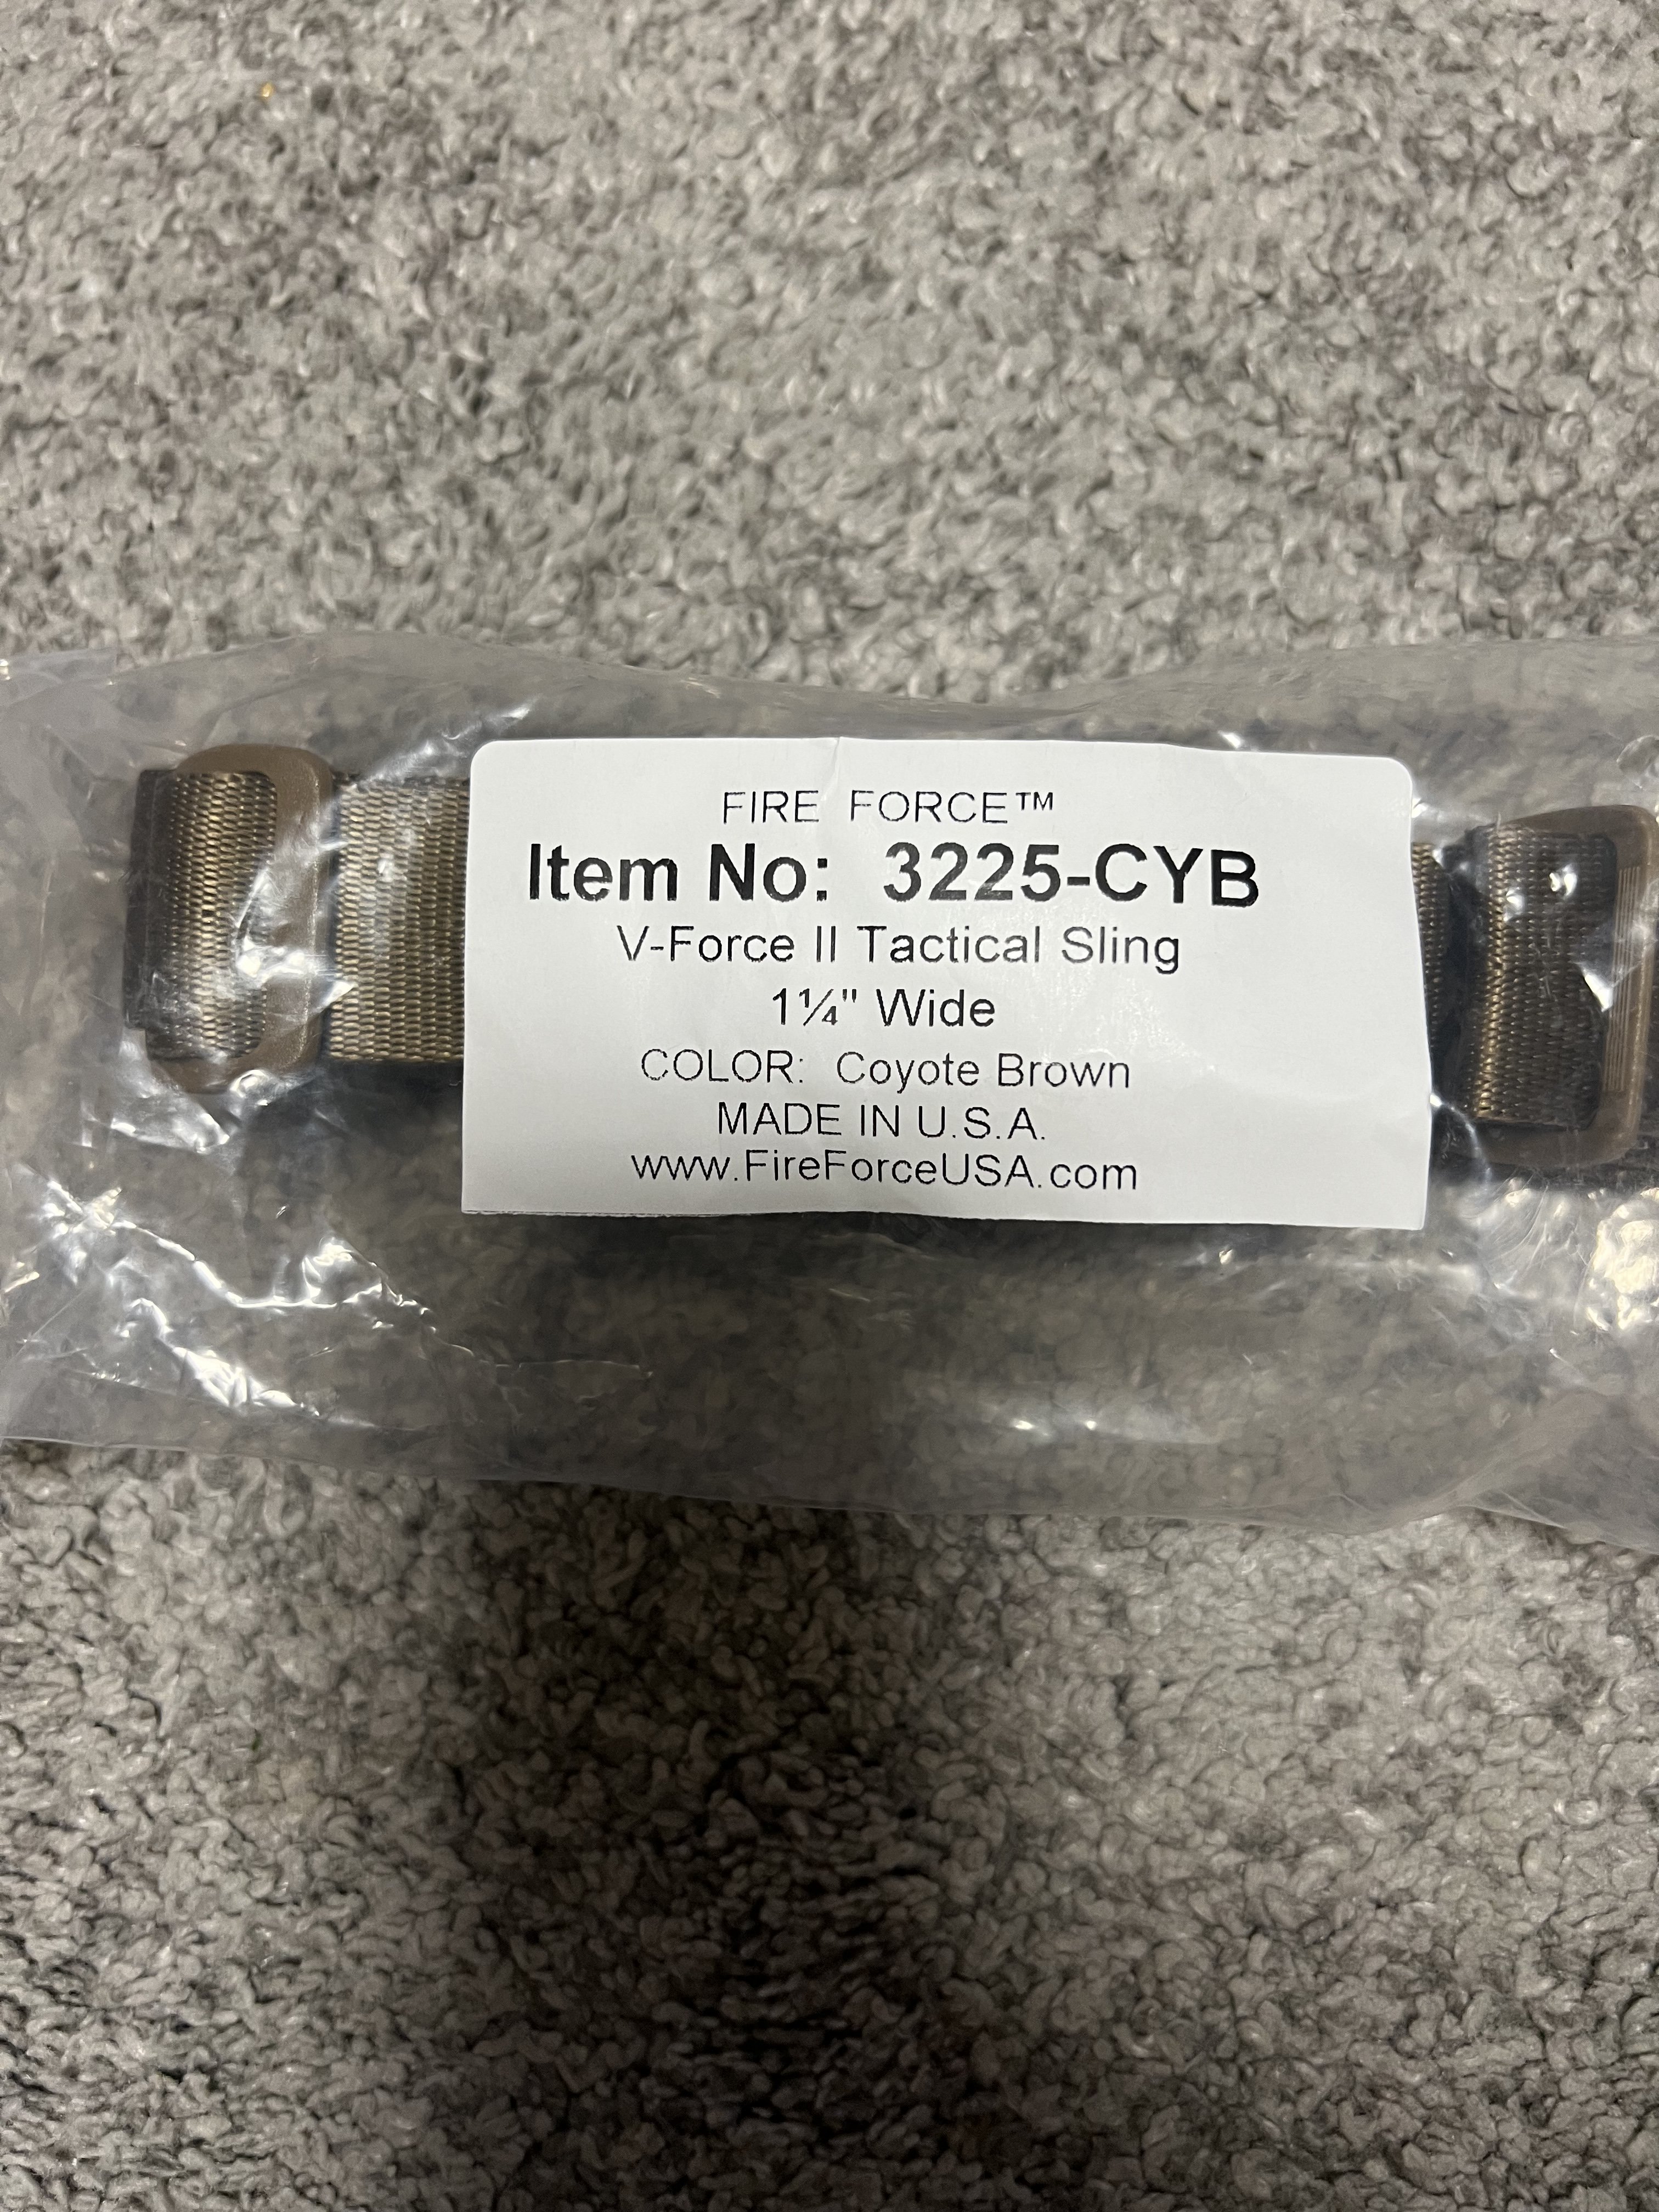 FIRE FORCE™
Item No: 3225-CYB
V-Force II Tactical Sling
1¼" Wide
COLOR: Coyote Brown
MADE IN U.S.A.
www.FireForceUSA.com